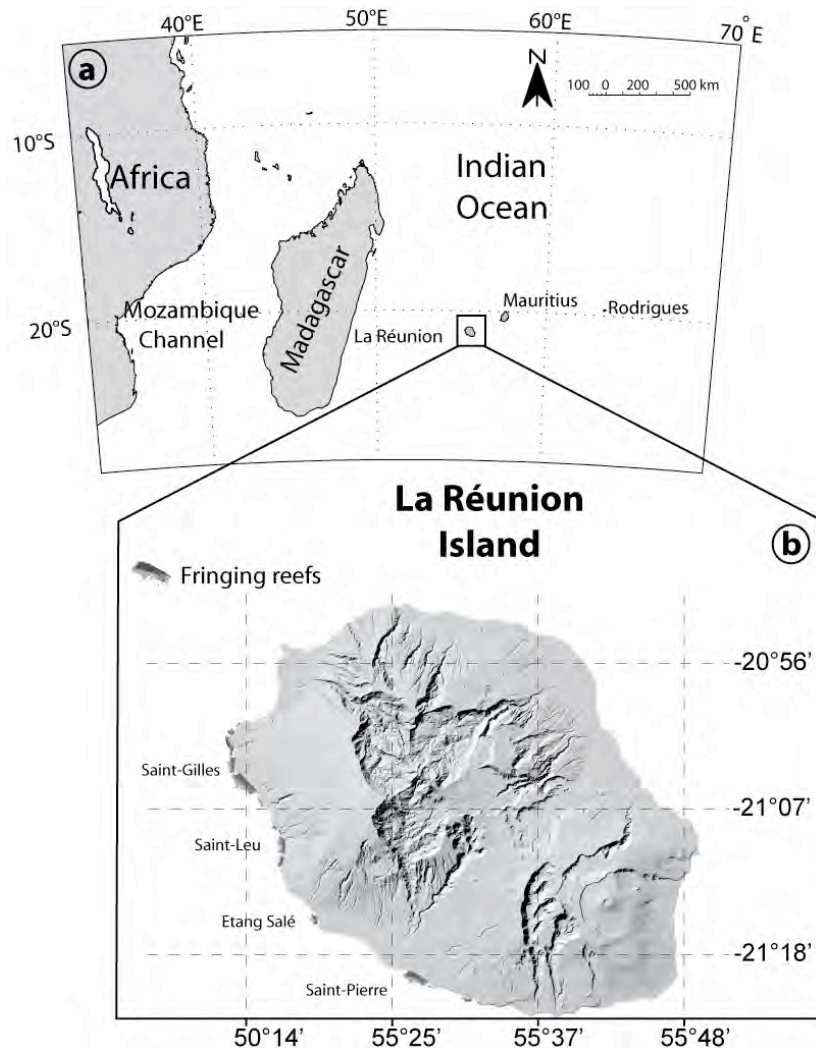 40°E
50°E
60°E
70°E
a
N
100 0 200 500 km
10°S
Africa
Indian
Ocean
Madagascar
Mozambique
Channel
Mauritius
Rodrigues
20°S
La Réunion
La Réunion
Island
b
Fringing reefs
-20°56'
Saint-Gilles
-21°07'
Saint-Leu
Etang Salé
-21°18'
Saint-Pierre
50°14'
55°25'
55°37'
55°48'